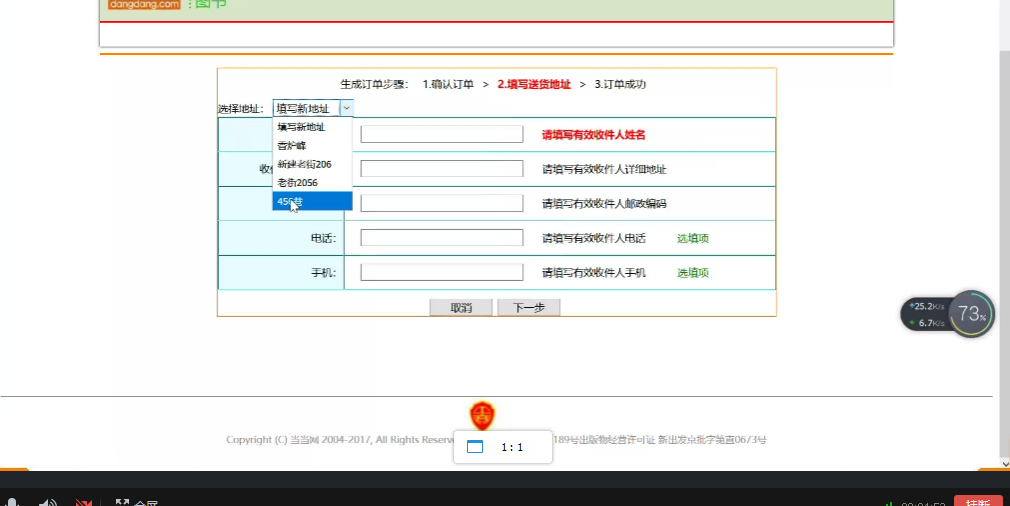 dangdang.com 图书
生成订单步骤: 1.确认订单 > 2.填写送货地址 > 3.订单成功
选择地址: 填写新地址
填写新地址
香炉峰
新建老街206
老街2056
请填写有效收件人姓名
请填写有效收件人详细地址
请填写有效收件人邮政编码
电话: 请填写有效收件人电话 选填项
手机: 请填写有效收件人手机 选填项
取消 下一步
25.2K/s
6.7K/s
73%
Copyright (C) 当当网 2004-2017, All Rights Reserve
189号出版物经营许可证 新出发京批字第直0673号
1:1
全屏
挂断